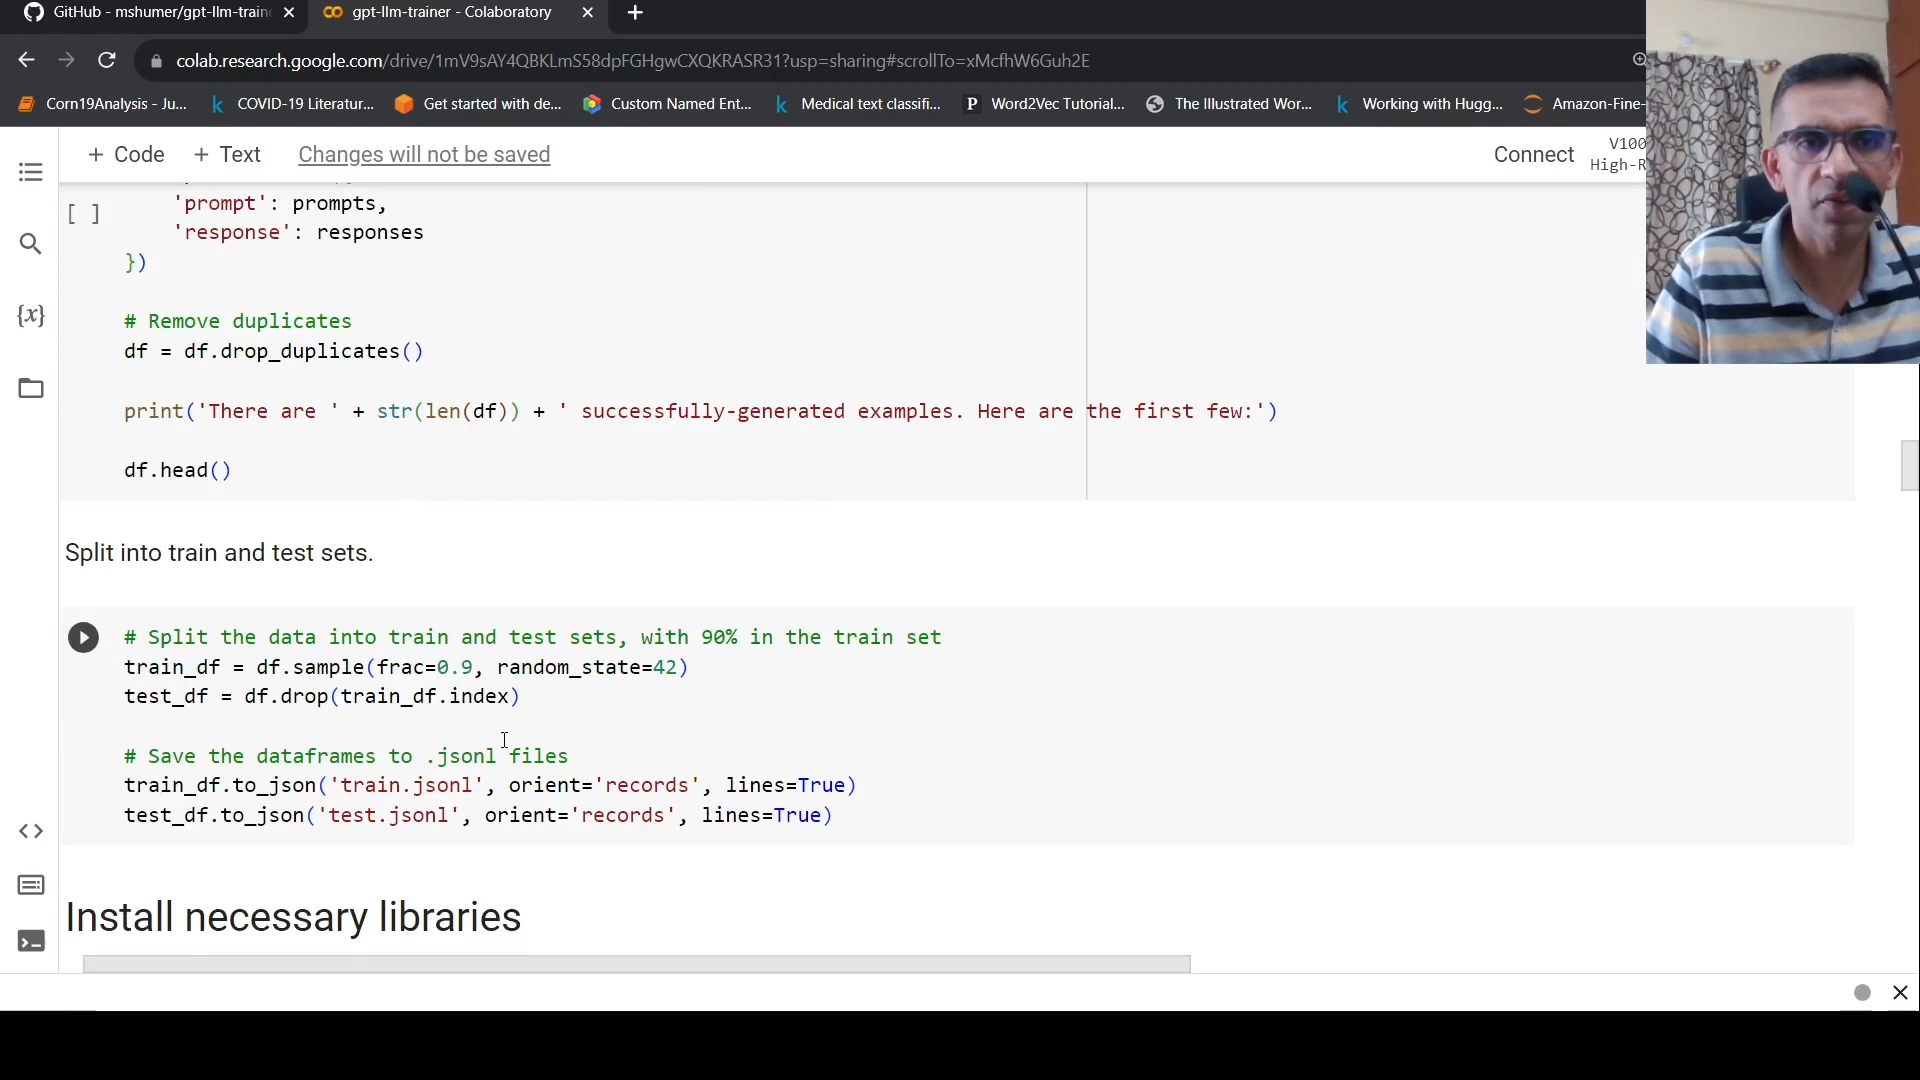 GitHub - mshumer/gpt-llm-traine
gpt-llm-trainer - Colaboratory
colab.research.google.com/drive/1mV9sAY4QBKLmS58dpFGHgwCXQKRASR31?usp=sharing#scrollTo=xMcfhW6Guh2E
Corn19Analysis - Ju...
COVID-19 Literatur...
Get started with de...
Custom Named Ent...
Medical text classifi...
Word2Vec Tutorial...
The Illustrated Wor...
Working with Hugg...
Amazon-Fine-
+ Code + Text Changes will not be saved
Connect
V100
High-R
[ ]
'prompt': prompts,
'response': responses
})
# Remove duplicates
df = df.drop_duplicates()
print('There are ' + str(len(df)) + ' successfully-generated examples. Here are the first few:')
df.head()
Split into train and test sets.
# Split the data into train and test sets, with 90% in the train set
train_df = df.sample(frac=0.9, random_state=42)
test_df = df.drop(train_df.index)
# Save the dataframes to .jsonl files
train_df.to_json('train.jsonl', orient='records', lines=True)
test_df.to_json('test.jsonl', orient='records', lines=True)
Install necessary libraries